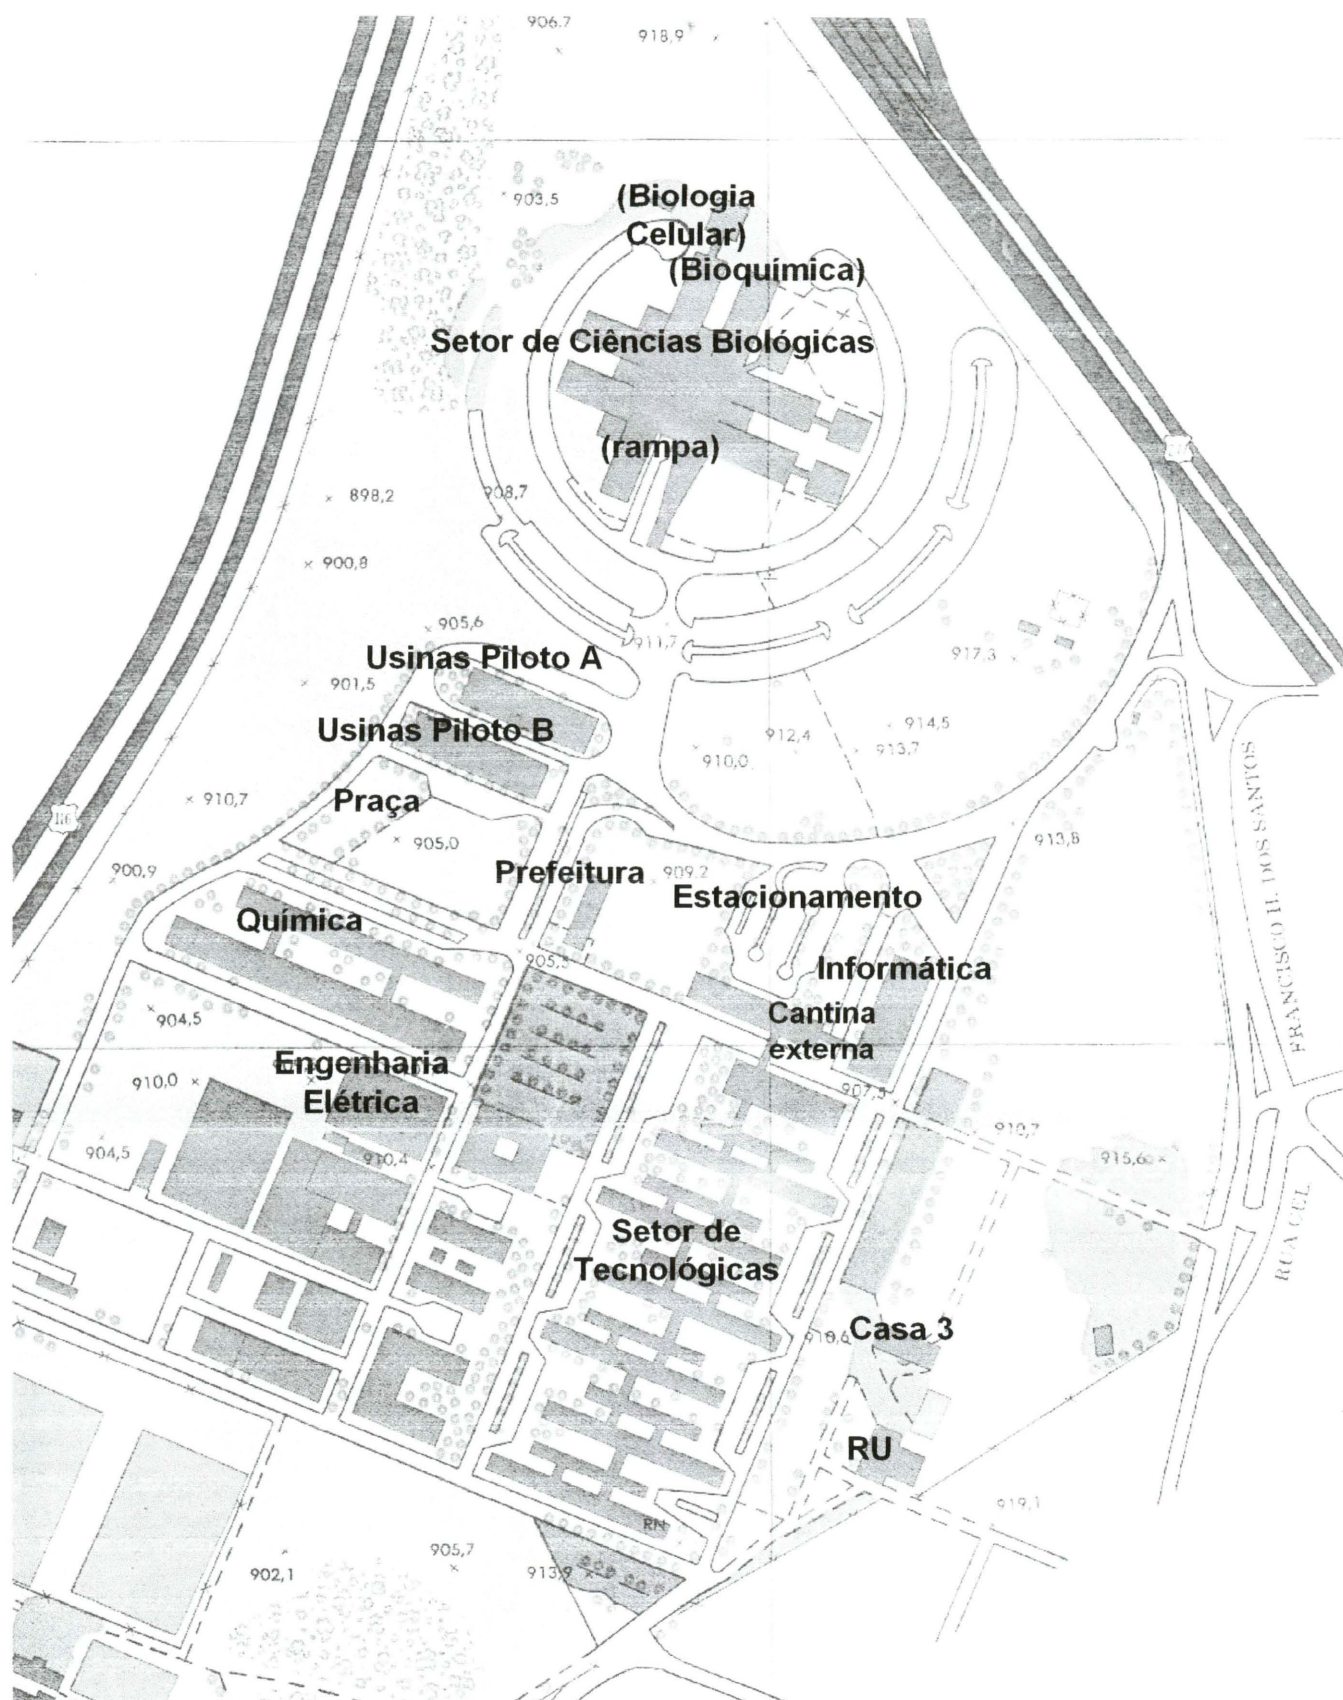 906.7
918,9
903,5
(Biologia
Celular)
(Bioquímica)
Setor de Ciências Biológicas
(rampa)
898,2
908,7
900,8
905,6
911,7
917,3
Usinas Piloto A
901,5
914,5
912,4
913,7
Usinas Piloto B
910,0
910,7
Praça
116
905,0
913,8
900,9
Prefeitura
909.2
Estacionamento
Química
905,5
Informática
904,5
Cantina
externa
Engenharia
Elétrica
910,0
907,5
910,7
904,5
910,4
915,6
Setor de
Tecnológicas
Casa 3
910,6
RU
919,1
RN
905,7
902,1
913,9
FRANCISCO H. DOS SANTOS
RUA CEL